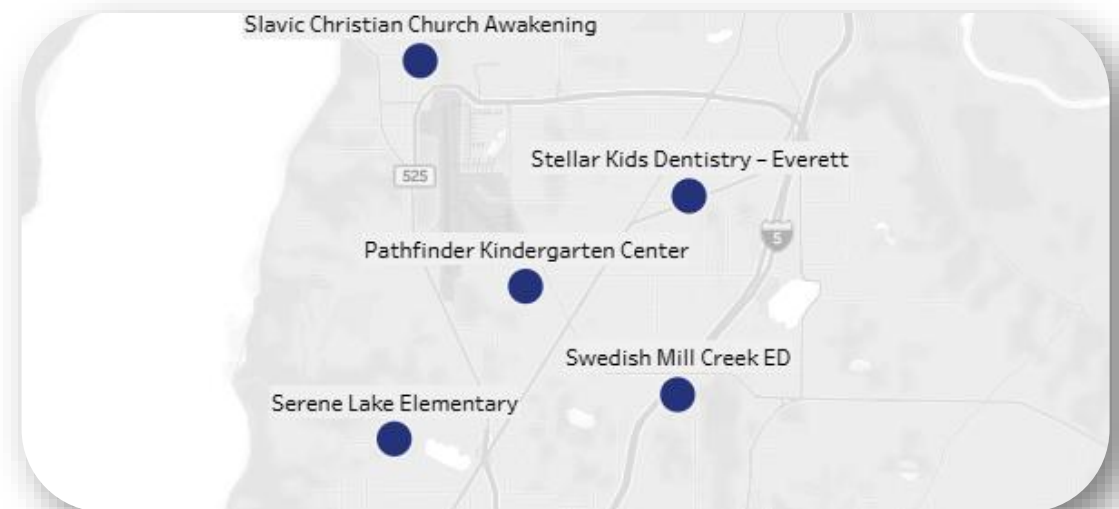 Slavic Christian Church Awakening
Stellar Kids Dentistry – Everett
525
5
Pathfinder Kindergarten Center
Swedish Mill Creek ED
Serene Lake Elementary